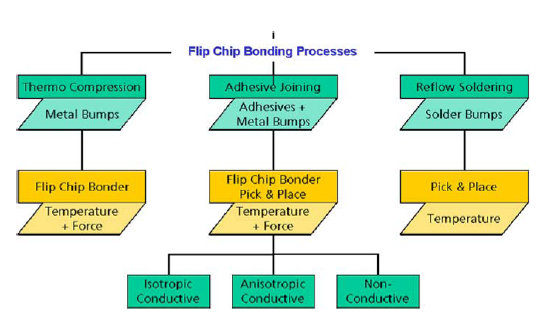 Flip Chip Bonding Processes
Thermo Compression
Metal Bumps
Adhesive Joining
Adhesives +
Metal Bumps
Reflow Soldering
Solder Bumps
Flip Chip Bonder
Temperature
+ Force
Flip Chip Bonder
Pick & Place
Temperature
+ Force
Pick & Place
Temperature
Isotropic
Conductive
Anisotropic
Conductive
Non-
Conductive